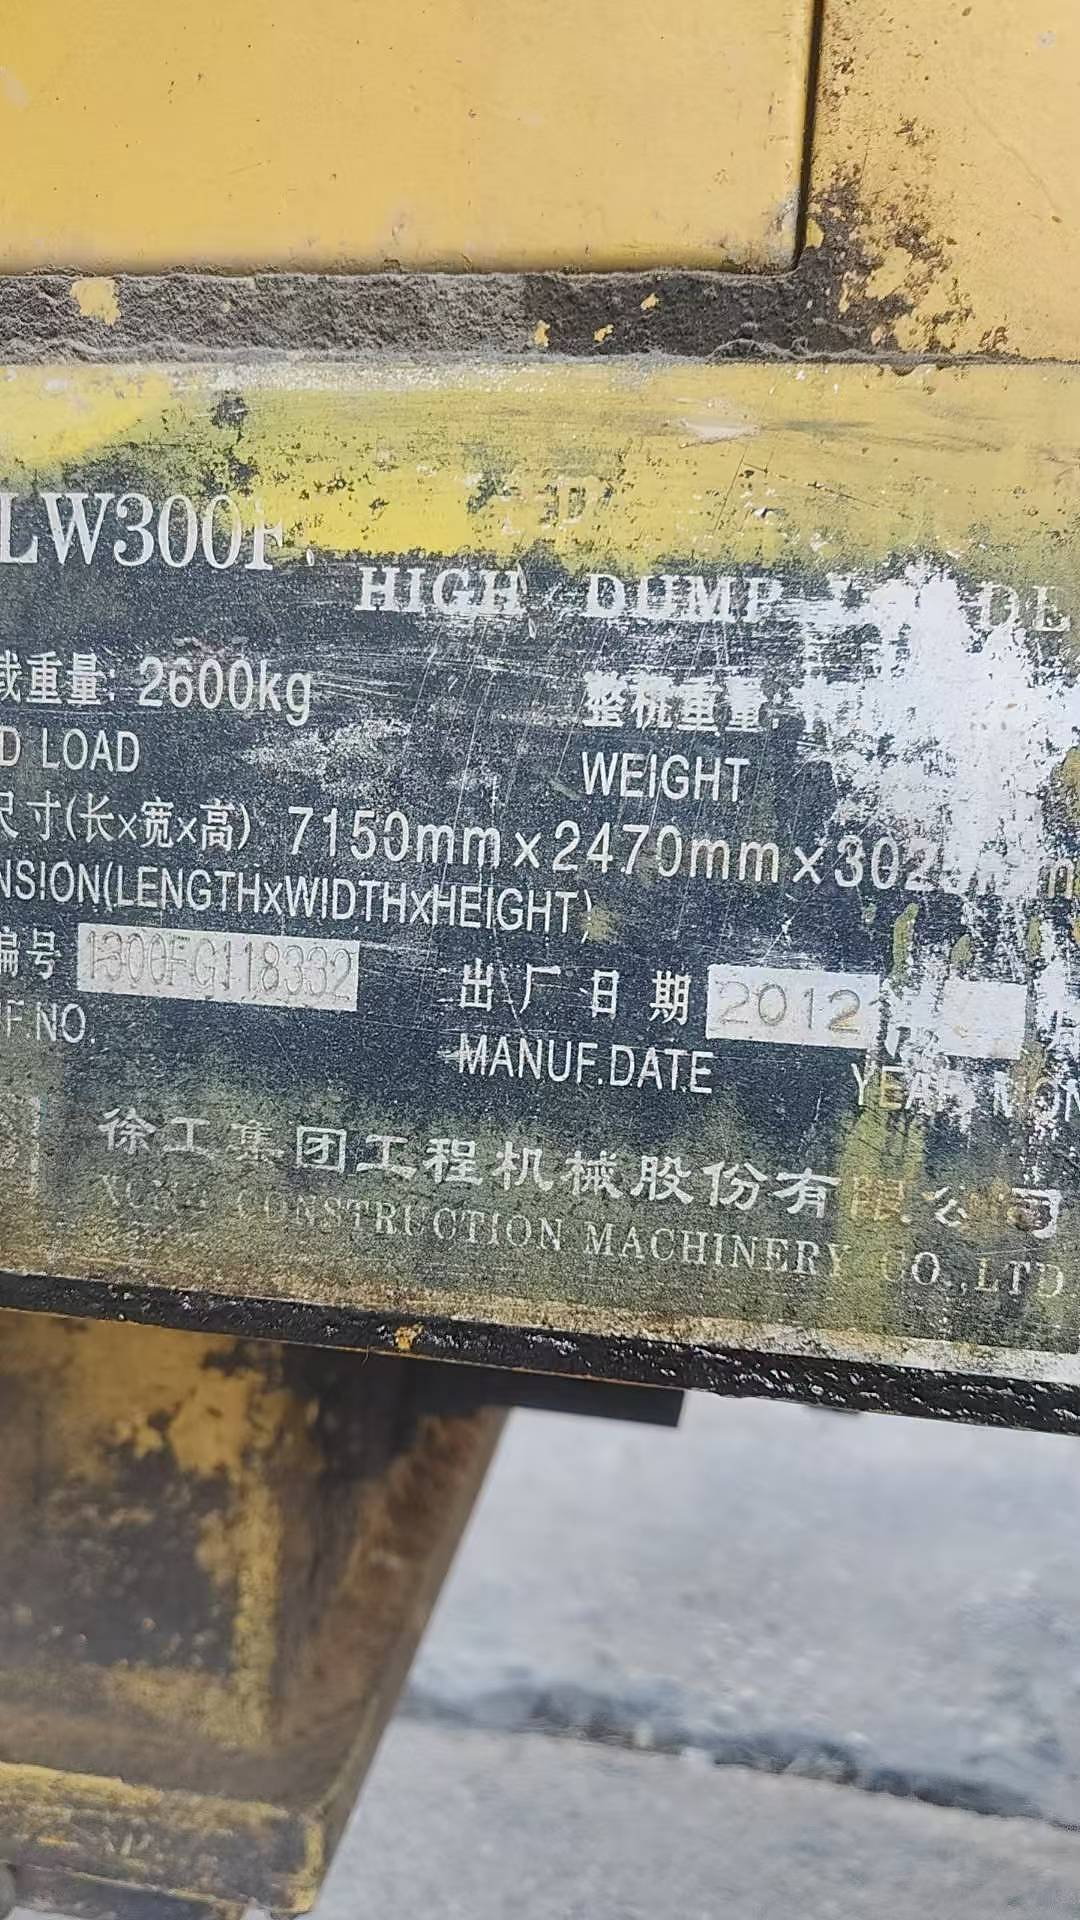 LW300F
HIGH DUMP
载重量: 2600kg 整机重量:
D LOAD WEIGHT
尺寸(长×宽×高) 7150mm×2470mm×302
NSION(LENGTHxWIDTHxHEIGHT)
编号 1300FG118332 出厂日期 2012
F.NO. MANUF.DATE YEAR MON
徐工集团工程机械股份有限公司
XCMG CONSTRUCTION MACHINERY CO.,LTD